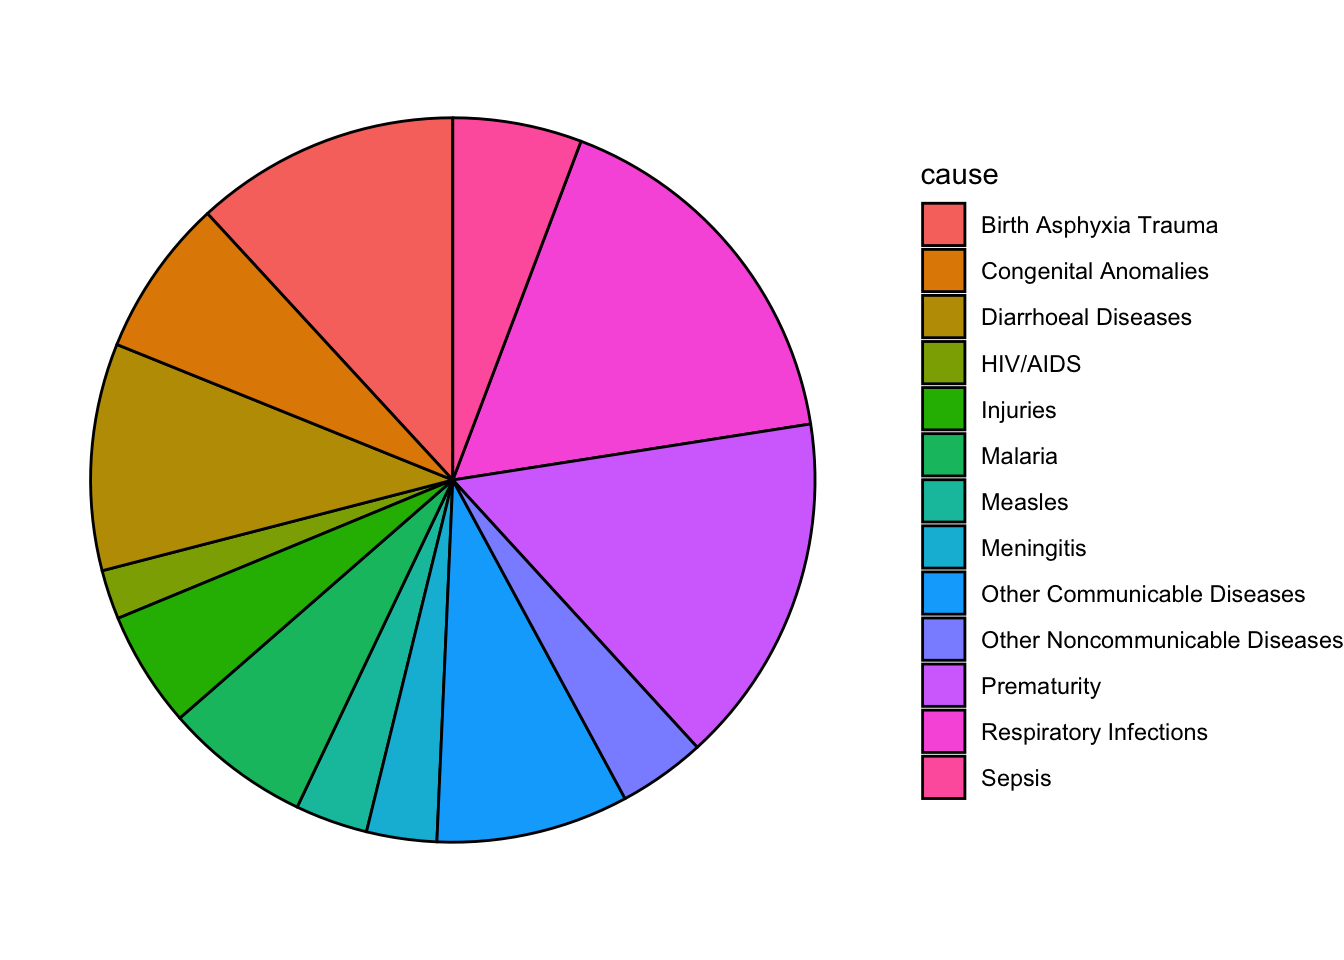 cause
Birth Asphyxia Trauma
Congenital Anomalies
Diarrhoeal Diseases
HIV/AIDS
Injuries
Malaria
Measles
Meningitis
Other Communicable Diseases
Other Noncommunicable Diseases
Prematurity
Respiratory Infections
Sepsis